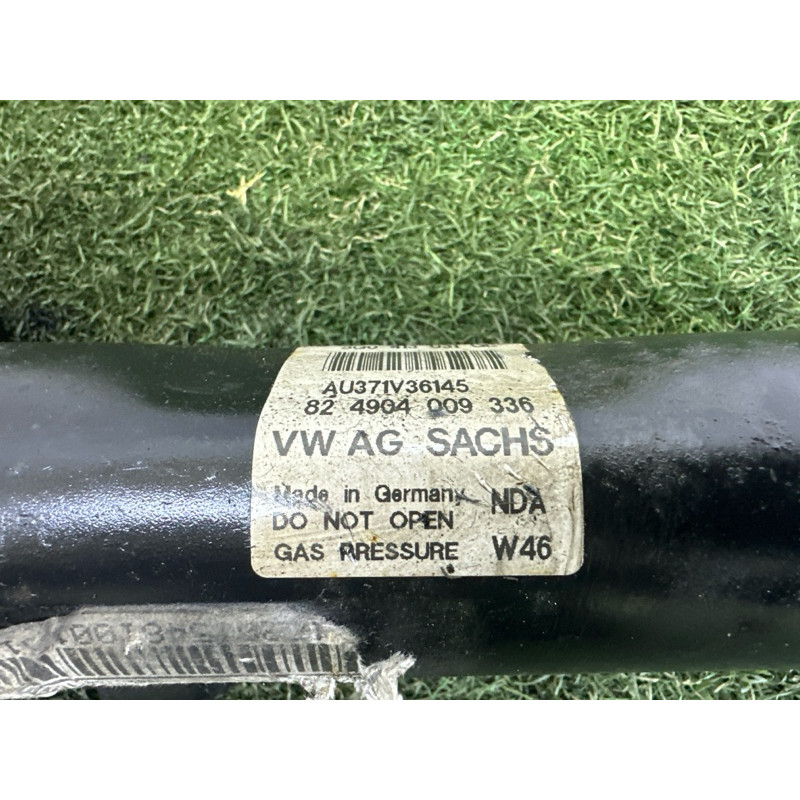 AU371V36145
82 4904 009 336
VW AG SACHS
Made in Germany NDA
DO NOT OPEN
GAS PRESSURE W46